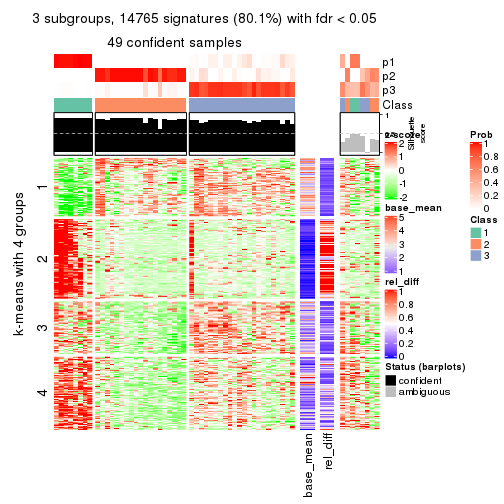 3 subgroups, 14765 signatures (80.1%) with fdr < 0.05
49 confident samples
p1
p2
p3
Class
1
Silhouette
score
z-score
2
1
0
-1
-2
Prob
1
0.8
0.6
0.4
0.2
0
base_mean
5
4
3
2
1
Class
1
2
3
rel_diff
1
0.8
0.6
0.4
0.2
0
Status (barplots)
confident
ambiguous
k-means with 4 groups
1
2
3
4
base_mean
rel_diff